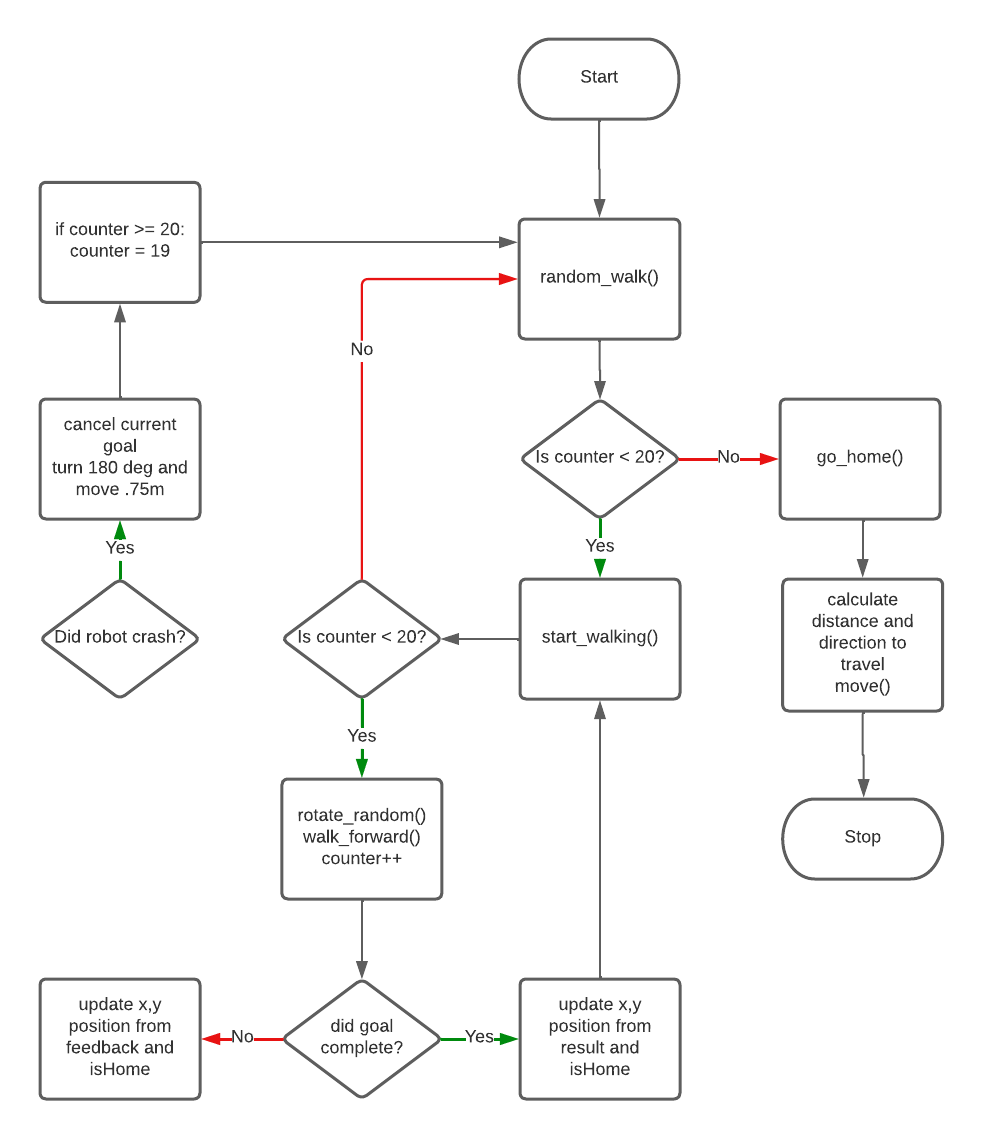 Start
if counter >= 20:
counter = 19
random_walk()
No
cancel current
goal
turn 180 deg and
move .75m
Is counter < 20?
No
go_home()
Yes
Yes
Did robot crash?
Is counter < 20?
start_walking()
calculate
distance and
direction to
travel
move()
Yes
rotate_random()
walk_forward()
counter++
Stop
update x,y
position from
feedback and
isHome
No
did goal
complete?
Yes
update x,y
position from
result and
isHome